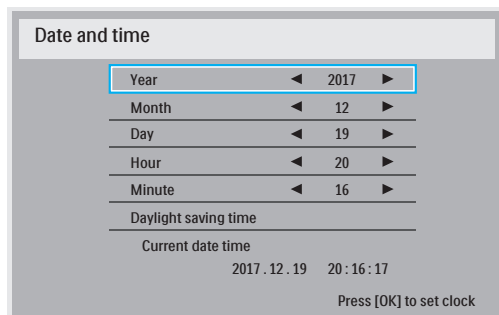 Date and time
Year ◄ 2017 ►
Month ◄ 12 ►
Day ◄ 19 ►
Hour ◄ 20 ►
Minute ◄ 16 ►
Daylight saving time
Current date time
2017 . 12 . 19 20 : 16 : 17
Press [OK] to set clock